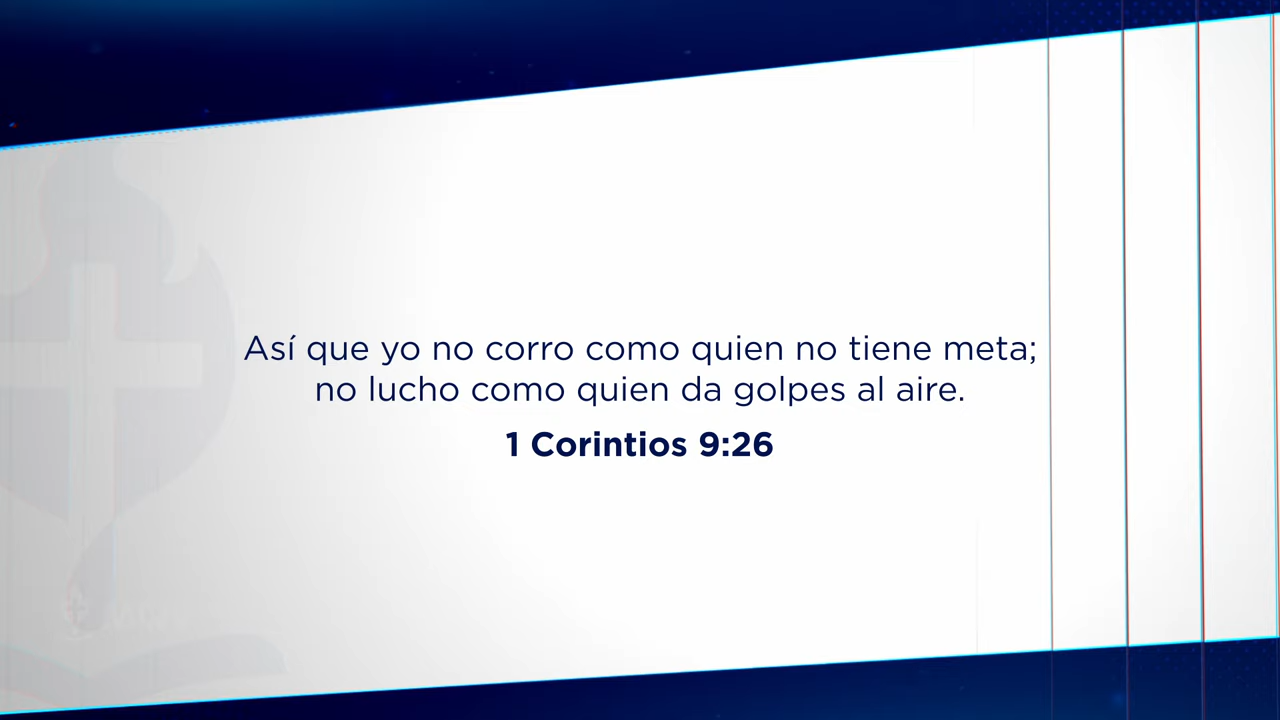 Así que yo no corro como quien no tiene meta;
no lucho como quien da golpes al aire.
1 Corintios 9:26